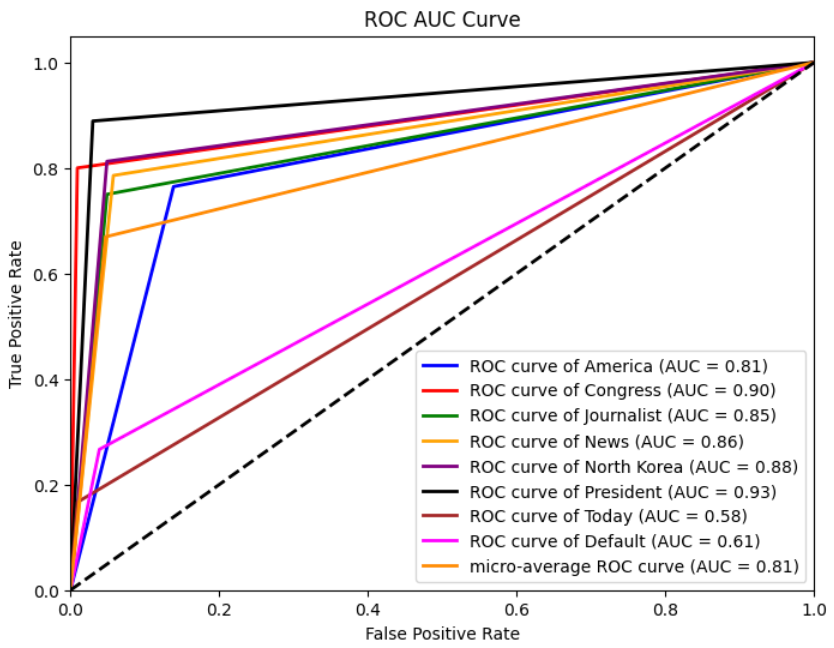 ROC AUC Curve
True Positive Rate
1.0
0.8
0.6
0.4
0.2
0.0
ROC curve of America (AUC = 0.81)
ROC curve of Congress (AUC = 0.90)
ROC curve of Journalist (AUC = 0.85)
ROC curve of News (AUC = 0.86)
ROC curve of North Korea (AUC = 0.88)
ROC curve of President (AUC = 0.93)
ROC curve of Today (AUC = 0.58)
ROC curve of Default (AUC = 0.61)
micro-average ROC curve (AUC = 0.81)
0.0 0.2 0.4 0.6 0.8 1.0
False Positive Rate